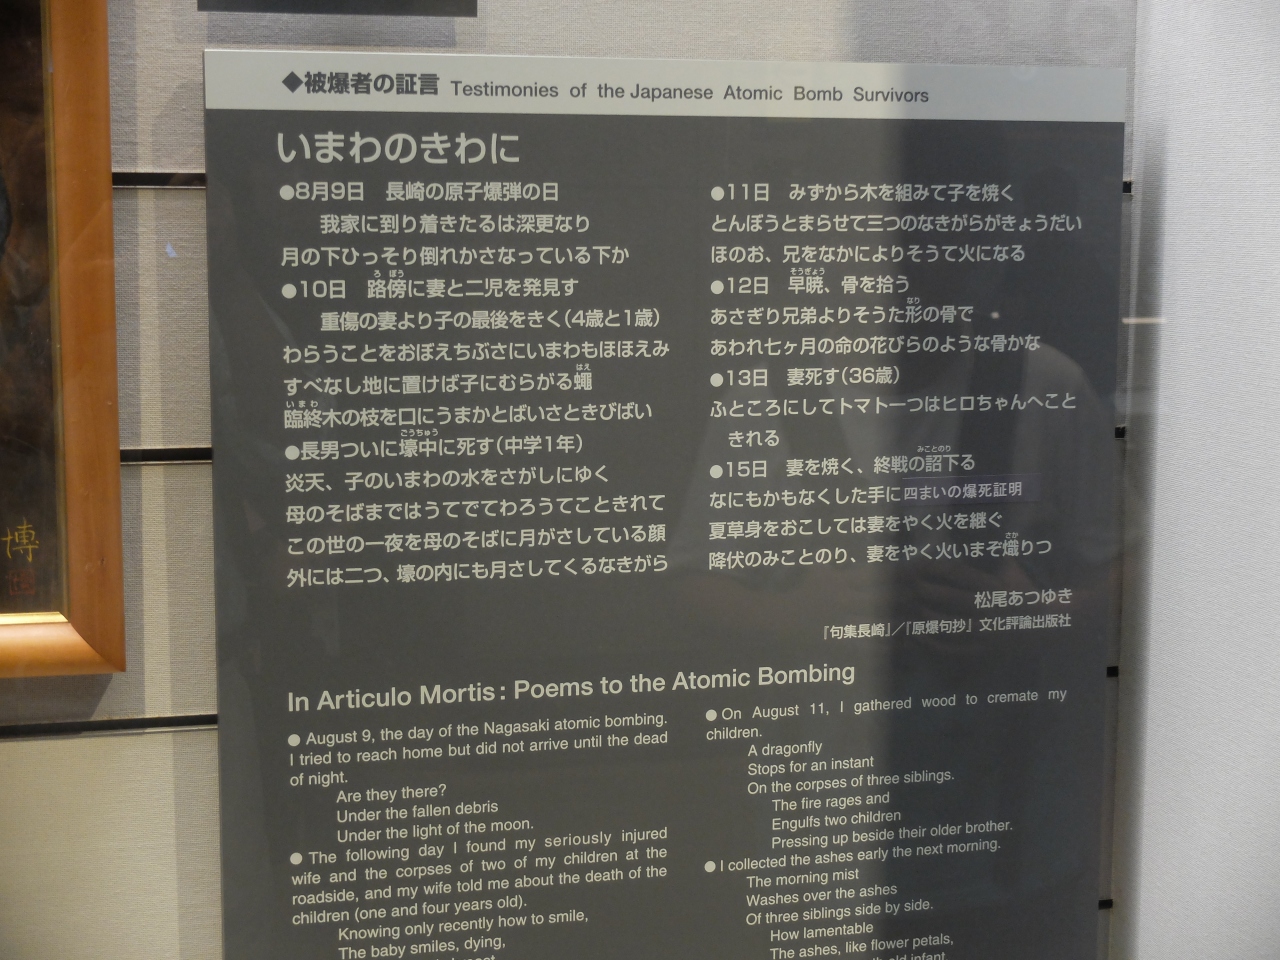 ◆被爆者の証言 Testimonies of the Japanese Atomic Bomb Survivors
いまわのきわに
●8月9日 長崎の原子爆弾の日
我家に到り着きたるは深更なり
月の下ひっそり倒れかさなっている下か
●10日 路傍に妻と二児を発見す
ろ ぼう
重傷の妻より子の最後をきく(4歳と1歳)
わらうことをおぼえちぶさにいまわもほほえみ
すべなし地に置けば子にむらがる蠅
はえ
臨終木の枝を口にうまかとばいさときびばい
いまわ
●長男ついに壕中に死す(中学1年)
ごうちゅう
炎天、子のいまわの水をさがしにゆく
母のそばまではうてでてわろうてこときれて
この世の一夜を母のそばに月がさしている顔
外には二つ、壕の内にも月さしてくるなきがら
●11日 みずから木を組みて子を焼く
とんぼうとまらせて三つのなきがらがきょうだい
ほのお、兄をなかによりそうて火になる
●12日 早暁、骨を拾う
そうぎょう
あさぎり兄弟よりそうた形の骨で
なり
あわれ七ヶ月の命の花びらのような骨かな
●13日 妻死す(36歳)
ふところにしてトマト一つはヒロちゃんへこと
きれる
●15日 妻を焼く、終戦の詔下る
みことのり
なにもかもなくした手に四まいの爆死証明
夏草身をおこしては妻をやく火を継ぐ
降伏のみことのり、妻をやく火いまぞ熾りつ
さか
松尾あつゆき
『句集長崎』/『原爆句抄』文化評論出版社
In Articulo Mortis: Poems to the Atomic Bombing
● August 9, the day of the Nagasaki atomic bombing.
I tried to reach home but did not arrive until the dead
of night.
Are they there?
Under the fallen debris
Under the light of the moon.
● The following day I found my seriously injured
wife and the corpses of two of my children at the
roadside, and my wife told me about the death of the
children (one and four years old).
Knowing only recently how to smile,
The baby smiles, dying,
● On August 11, I gathered wood to cremate my
children.
A dragonfly
Stops for an instant
On the corpses of three siblings.
The fire rages and
Engulfs two children
Pressing up beside their older brother.
● I collected the ashes early the next morning.
The morning mist
Washes over the ashes
Of three siblings side by side.
How lamentable
The ashes, like flower petals,
old infant.
博